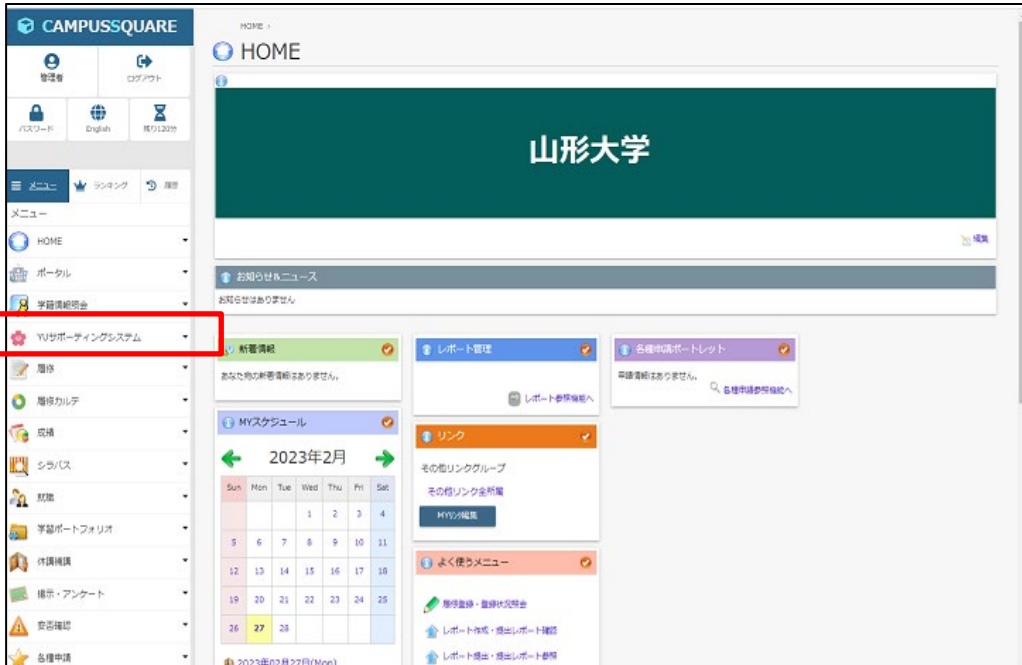 CAMPUSSQUARE
管理者
ログアウト
パスワード
English
残り120分
メニュー
ランキング
履歴
メニュー
HOME
ポータル
学籍情報照会
YUサポーティングシステム
履修
履修カルテ
成績
シラバス
就職
学習ポートフォリオ
休講補講
掲示・アンケート
安否確認
各種申請
HOME ›
HOME
山形大学
編集
お知らせ&ニュース
お知らせはありません
新着情報
あなた宛の新着情報はありません。
MYスケジュール
2023年2月
Sun Mon Tue Wed Thu Fri Sat
1 2 3 4
5 6 7 8 9 10 11
12 13 14 15 16 17 18
19 20 21 22 23 24 25
26 27 28
2023年02月27日(Mon)
レポート管理
レポート参照機能へ
リンク
その他リンクグループ
その他リンク全所属
MYリンク編集
よく使うメニュー
履修登録・登録状況照会
レポート作成・提出レポート確認
レポート提出・提出レポート参照
各種申請ポートレット
申請情報はありません。
各種申請参照機能へ